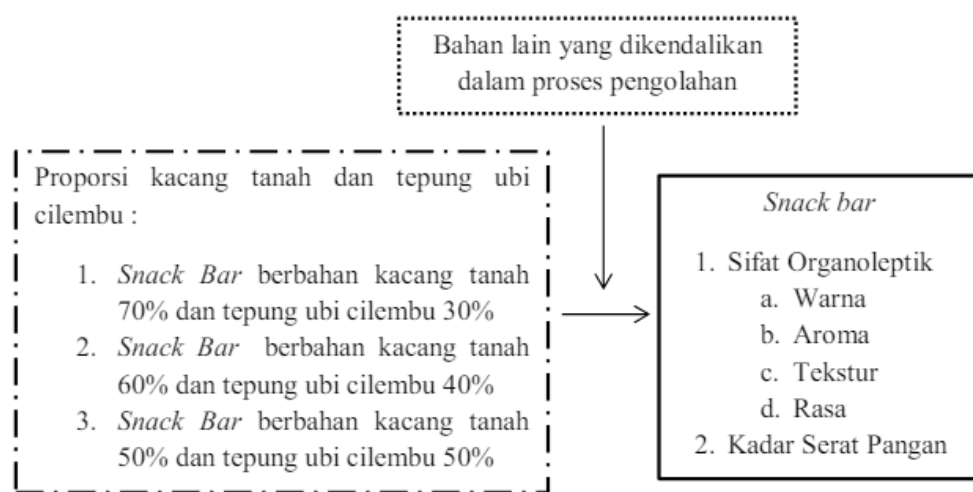 Bahan lain yang dikendalikan
dalam proses pengolahan
Proporsi kacang tanah dan tepung ubi
cilembu :
1. Snack Bar berbahan kacang tanah
70% dan tepung ubi cilembu 30%
2. Snack Bar berbahan kacang tanah
60% dan tepung ubi cilembu 40%
3. Snack Bar berbahan kacang tanah
50% dan tepung ubi cilembu 50%
Snack bar
1. Sifat Organoleptik
a. Warna
b. Aroma
c. Tekstur
d. Rasa
2. Kadar Serat Pangan